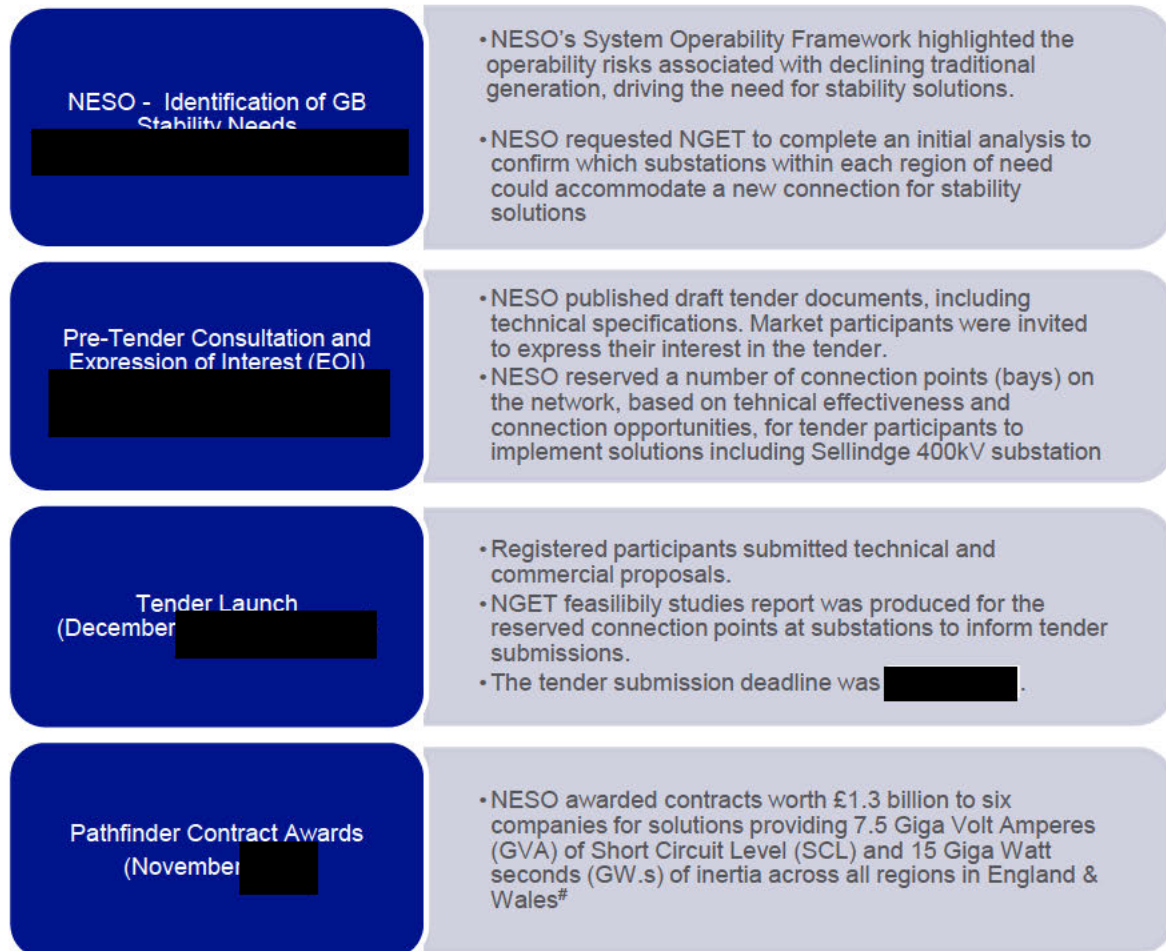 NESO - Identification of GB
Stability Needs
• NESO's System Operability Framework highlighted the
operability risks associated with declining traditional
generation, driving the need for stability solutions.
• NESO requested NGET to complete an initial analysis to
confirm which substations within each region of need
could accommodate a new connection for stability
solutions
Pre-Tender Consultation and
Expression of Interest (EOI)
• NESO published draft tender documents, including
technical specifications. Market participants were invited
to express their interest in the tender.
• NESO reserved a number of connection points (bays) on
the network, based on tehnical effectiveness and
connection opportunities, for tender participants to
implement solutions including Sellindge 400kV substation
Tender Launch
(December
• Registered participants submitted technical and
commercial proposals.
• NGET feasilibily studies report was produced for the
reserved connection points at substations to inform tender
submissions.
• The tender submission deadline was .
Pathfinder Contract Awards
(November
• NESO awarded contracts worth £1.3 billion to six
companies for solutions providing 7.5 Giga Volt Amperes
(GVA) of Short Circuit Level (SCL) and 15 Giga Watt
seconds (GW.s) of inertia across all regions in England &
Wales#